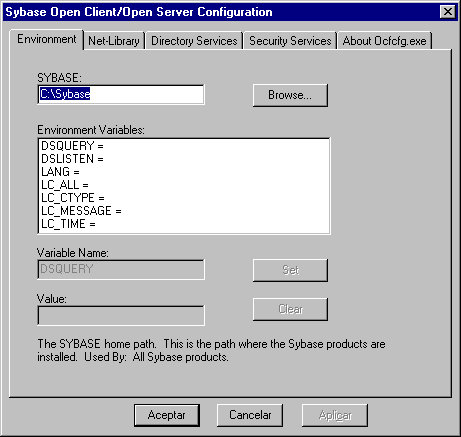 Sybase Open Client/Open Server Configuration
Environment Net-Library Directory Services Security Services About Ocfcfg.exe
SYBASE:
C:\Sybase Browse...
Environment Variables:
DSQUERY =
DSLISTEN =
LANG =
LC_ALL =
LC_CTYPE =
LC_MESSAGE =
LC_TIME =
Variable Name:
DSQUERY Set
Value:
Clear
The SYBASE home path. This is the path where the Sybase products are
installed. Used By: All Sybase products.
Aceptar Cancelar Aplicar